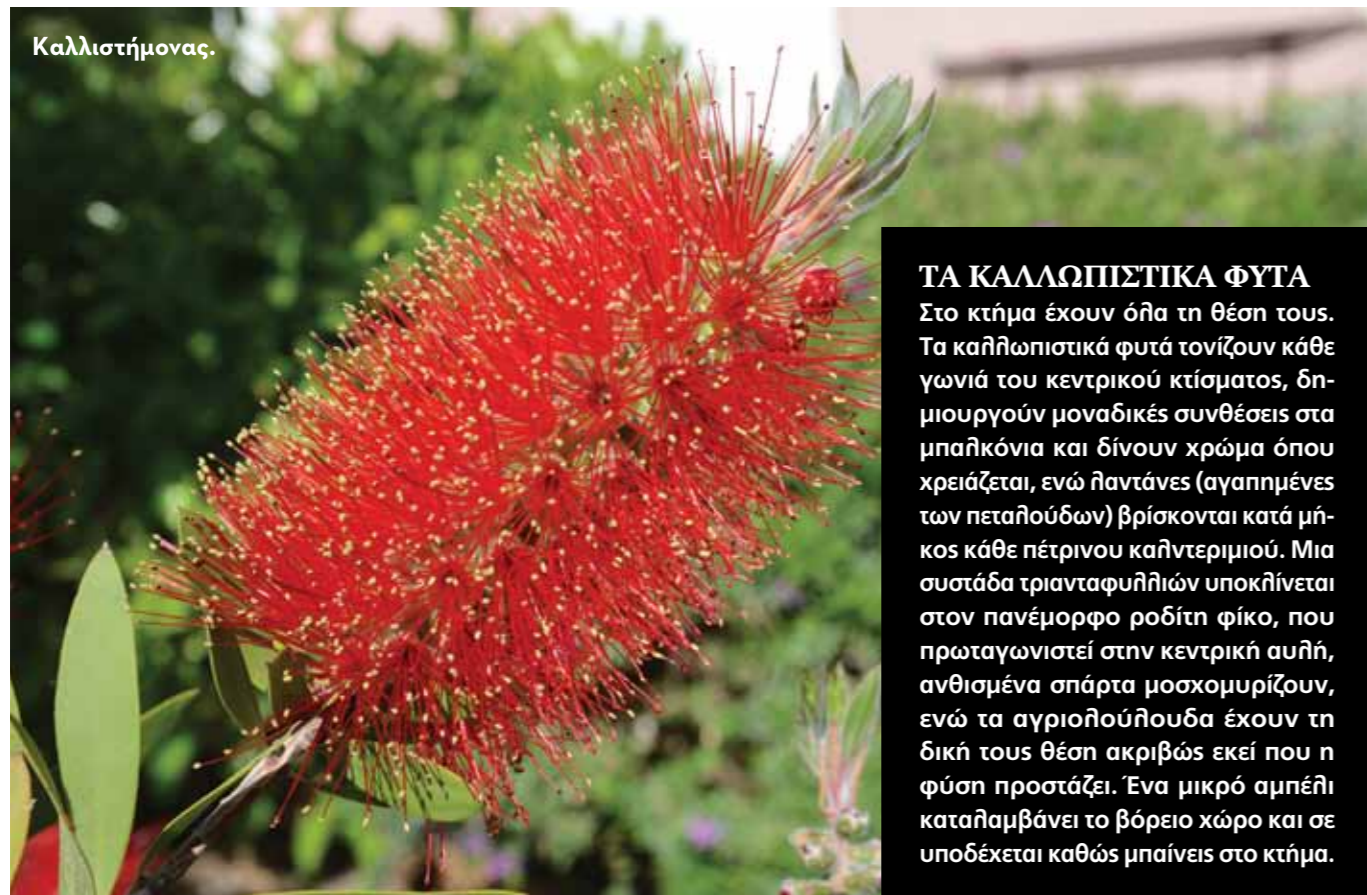 Καλλιστήμονας.
ΤΑ ΚΑΛΛΩΠΙΣΤΙΚΑ ΦΥΤΑ
Στο κτήμα έχουν όλα τη θέση τους.
Τα καλλωπιστικά φυτά τονίζουν κάθε
γωνιά του κεντρικού κτίσματος, δη-
μιουργούν μοναδικές συνθέσεις στα
μπαλκόνια και δίνουν χρώμα όπου
χρειάζεται, ενώ λαντάνες (αγαπημένες
των πεταλούδων) βρίσκονται κατά μή-
κος κάθε πέτρινου καλντεριμιού. Μια
συστάδα τριανταφυλλιών υποκλίνεται
στον πανέμορφο ροδίτη φίκο, που
πρωταγωνιστεί στην κεντρική αυλή,
ανθισμένα σπάρτα μοσχομυρίζουν,
ενώ τα αγριολούλουδα έχουν τη
δική τους θέση ακριβώς εκεί που η
φύση προστάζει. Ένα μικρό αμπέλι
καταλαμβάνει το βόρειο χώρο και σε
υποδέχεται καθώς μπαίνεις στο κτήμα.